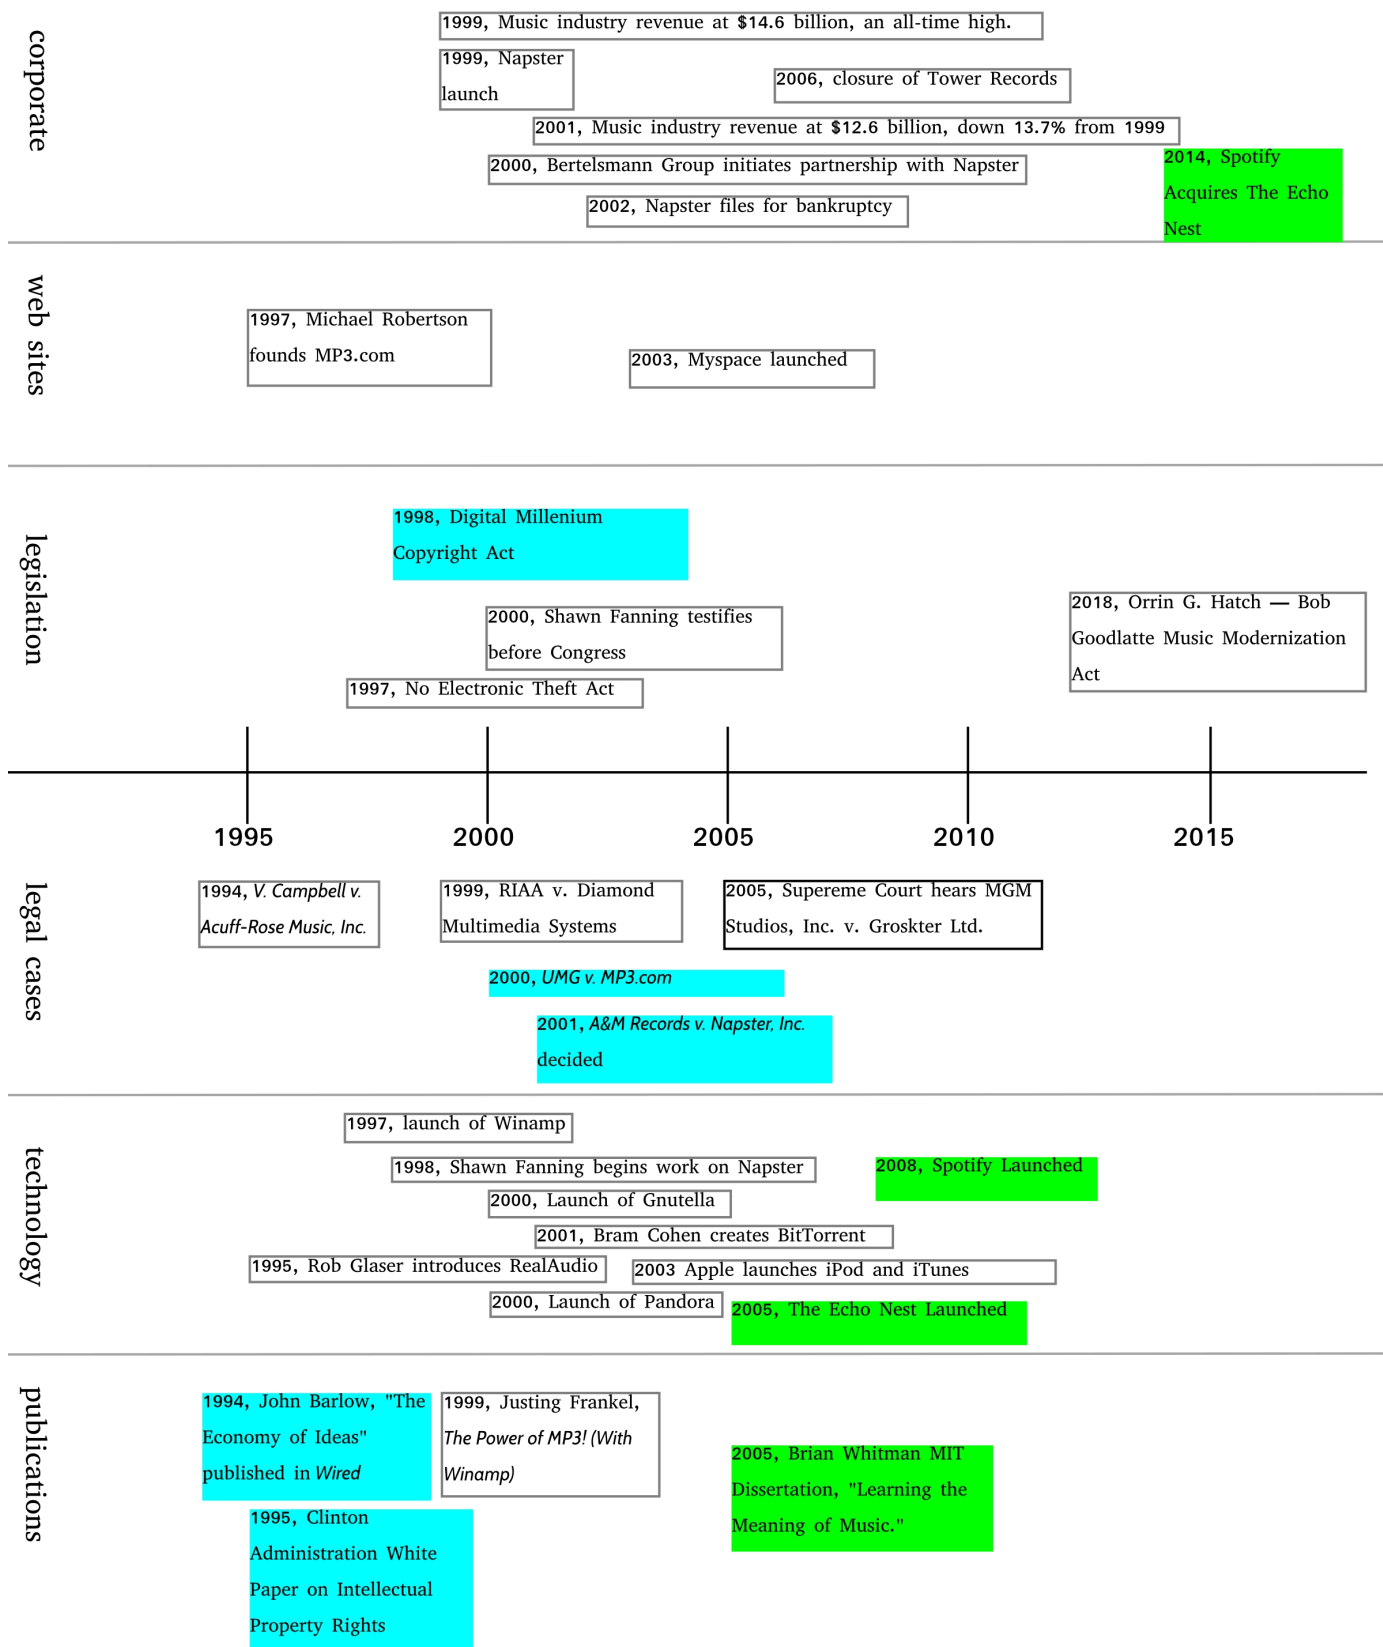 corporate
1999, Music industry revenue at $14.6 billion, an all-time high.
1999, Napster
launch
2006, closure of Tower Records
2001, Music industry revenue at $12.6 billion, down 13.7% from 1999
2000, Bertelsmann Group initiates partnership with Napster
2014, Spotify
Acquires The Echo
Nest
2002, Napster files for bankruptcy
web sites
1997, Michael Robertson
founds MP3.com
2003, Myspace launched
legislation
1998, Digital Millenium
Copyright Act
2000, Shawn Fanning testifies
before Congress
2018, Orrin G. Hatch — Bob
Goodlatte Music Modernization
Act
1997, No Electronic Theft Act
1995
2000
2005
2010
2015
legal cases
1994, V. Campbell v.
Acuff-Rose Music, Inc.
1999, RIAA v. Diamond
Multimedia Systems
2005, Supereme Court hears MGM
Studios, Inc. v. Groskter Ltd.
2000, UMG v. MP3.com
2001, A&M Records v. Napster, Inc.
decided
technology
1997, launch of Winamp
1998, Shawn Fanning begins work on Napster
2008, Spotify Launched
2000, Launch of Gnutella
2001, Bram Cohen creates BitTorrent
1995, Rob Glaser introduces RealAudio
2003 Apple launches iPod and iTunes
2000, Launch of Pandora
2005, The Echo Nest Launched
publications
1994, John Barlow, "The
Economy of Ideas"
published in Wired
1999, Justing Frankel,
The Power of MP3! (With
Winamp)
2005, Brian Whitman MIT
Dissertation, "Learning the
Meaning of Music."
1995, Clinton
Administration White
Paper on Intellectual
Property Rights